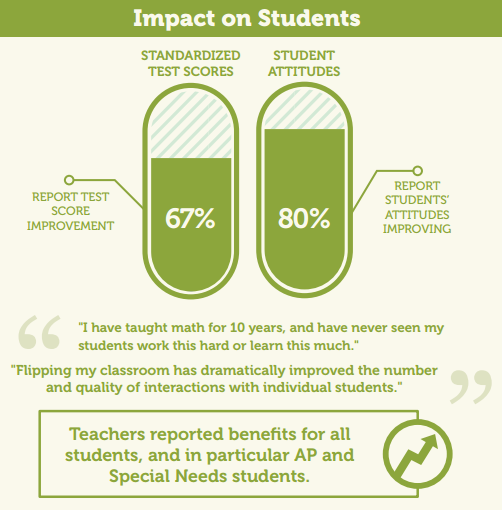 Impact on Students
STANDARDIZED
TEST SCORES
STUDENT
ATTITUDES
REPORT TEST
SCORE
IMPROVEMENT
67%
80%
REPORT
STUDENTS'
ATTITUDES
IMPROVING
"I have taught math for 10 years, and have never seen my
students work this hard or learn this much."
"Flipping my classroom has dramatically improved the number
and quality of interactions with individual students."
Teachers reported benefits for all
students, and in particular AP and
Special Needs students.